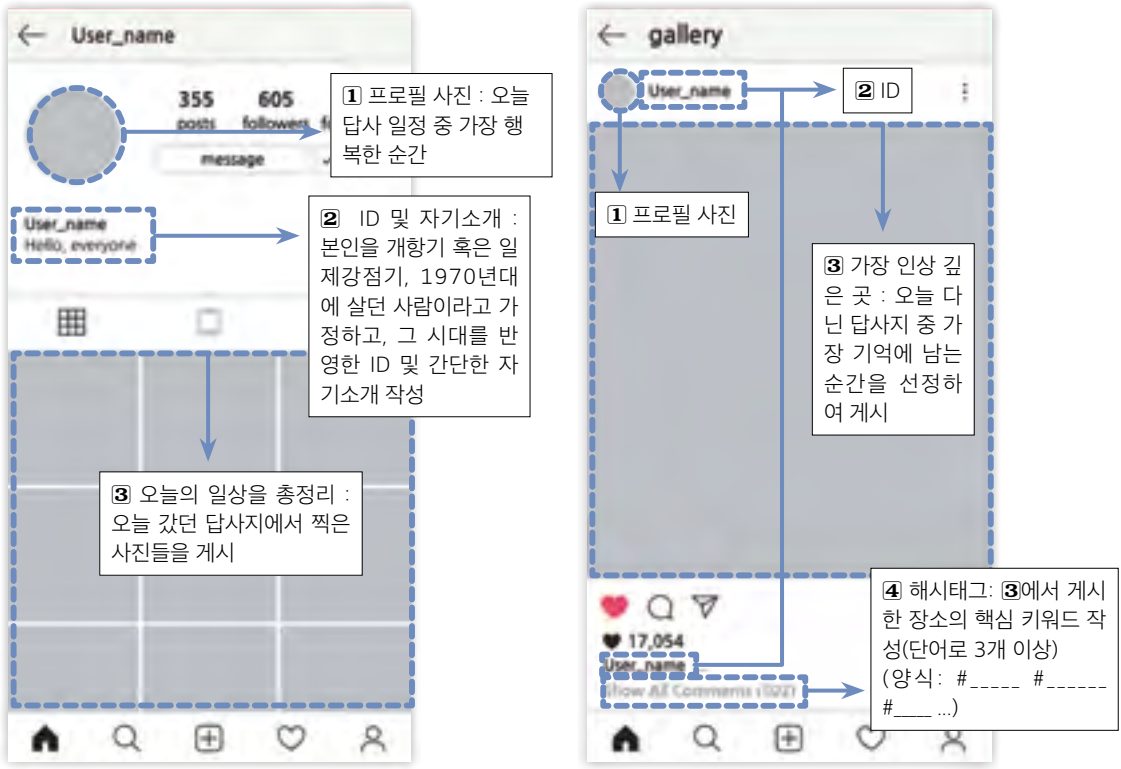 User_name
355 605
posts followers
message
1 프로필 사진 : 오늘
답사 일정 중 가장 행
복한 순간
User_name
Hello, everyone
2 ID 및 자기소개 :
본인을 개항기 혹은 일
제강점기, 1970년대
에 살던 사람이라고 가
정하고, 그 시대를 반
영한 ID 및 간단한 자
기소개 작성
3 오늘의 일상을 총정리 :
오늘 갔던 답사지에서 찍은
사진들을 게시
gallery
User_name
2 ID
1 프로필 사진
3 가장 인상 깊
은 곳 : 오늘 다
닌 답사지 중 가
장 기억에 남는
순간을 선정하
여 게시
17,054
User_name
Show All Comments
4 해시태그: 3에서 게시
한 장소의 핵심 키워드 작
성(단어로 3개 이상)
(양식: #_____ #______
#_____ ...)